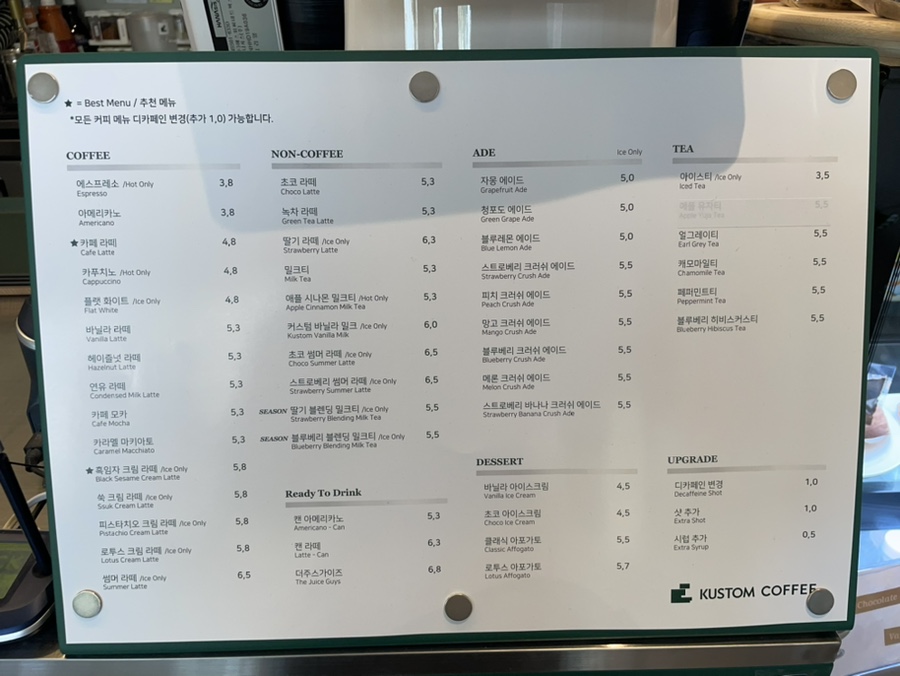 ★ = Best Menu / 추천 메뉴
*모든 커피 메뉴 디카페인 변경(추가 1,0) 가능합니다.
COFFEE
에스프레소 /Hot Only 3,8
Espresso
아메리카노 3,8
Americano
★카페 라떼 4,8
Cafe Latte
카푸치노 /Hot Only 4,8
Cappuccino
플랫 화이트 /Ice Only 4,8
Flat White
바닐라 라떼 5,3
Vanilla Latte
헤이즐넛 라떼 5,3
Hazelnut Latte
연유 라떼 5,3
Condensed Milk Latte
카페 모카 5,3
Cafe Mocha
카라멜 마키아토 5,3
Caramel Macchiato
★흑임자 크림 라떼 /Ice Only 5,8
Black Sesame Cream Latte
쑥 크림 라떼 /Ice Only 5,8
Ssuk Cream Latte
피스타치오 크림 라떼 /Ice Only 5,8
Pistachio Cream Latte
로투스 크림 라떼 /Ice Only 5,8
Lotus Cream Latte
썸머 라떼 /Ice Only 6,5
Summer Latte
NON-COFFEE
초코 라떼 5,3
Choco Latte
녹차 라떼 5,3
Green Tea Latte
딸기 라떼 /Ice Only 6,3
Strawberry Latte
밀크티 5,3
Milk Tea
애플 시나몬 밀크티 /Hot Only 5,3
Apple Cinnamon Milk Tea
커스텀 바닐라 밀크 /Ice Only 6,0
Kustom Vanilla Milk
초코 썸머 라떼 /Ice Only 6,5
Choco Summer Latte
스트로베리 썸머 라떼 /Ice Only 6,5
Strawberry Summer Latte
SEASON 딸기 블렌딩 밀크티 /Ice Only 5,5
Strawberry Blending Milk Tea
SEASON 블루베리 블렌딩 밀크티 /Ice Only 5,5
Blueberry Blending Milk Tea
Ready To Drink
캔 아메리카노 5,3
Americano - Can
캔 라떼 6,3
Latte - Can
더주스가이즈 6,8
The Juice Guys
ADE Ice Only
자몽 에이드 5,0
Grapefruit Ade
청포도 에이드 5,0
Green Grape Ade
블루레몬 에이드 5,0
Blue Lemon Ade
스트로베리 크러쉬 에이드 5,5
Strawberry Crush Ade
피치 크러쉬 에이드 5,5
Peach Crush Ade
망고 크러쉬 에이드 5,5
Mango Crush Ade
블루베리 크러쉬 에이드 5,5
Blueberry Crush Ade
메론 크러쉬 에이드 5,5
Melon Crush Ade
스트로베리 바나나 크러쉬 에이드 5,5
Strawberry Banana Crush Ade
DESSERT
바닐라 아이스크림 4,5
Vanilla Ice Cream
초코 아이스크림 4,5
Choco Ice Cream
클래식 아포가토 5,5
Classic Affogato
로투스 아포가토 5,7
Lotus Affogato
TEA
아이스티 /Ice Only 3,5
Iced Tea
5,5
얼그레이티 5,5
Earl Grey Tea
캐모마일티 5,5
Chamomile Tea
페퍼민트티 5,5
Peppermint Tea
블루베리 히비스커스티 5,5
Blueberry Hibiscus Tea
UPGRADE
디카페인 변경 1,0
Decaffeine Shot
샷 추가 1,0
Extra Shot
시럽 추가 0,5
Extra Syrup
KUSTOM COFFEE
Chocolate